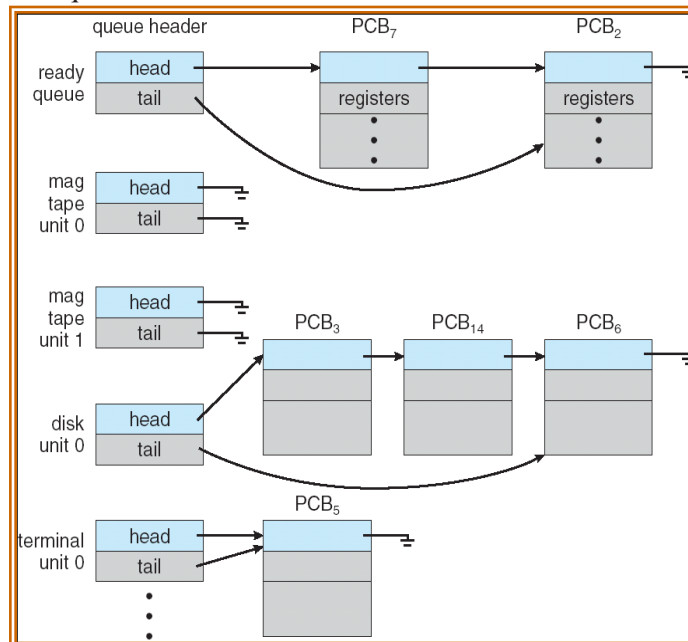 queue header PCB7 PCB2
ready
queue
head
tail
registers
registers
mag
tape
unit 0
head
tail
mag
tape
unit 1
head
tail
PCB3 PCB14 PCB6
disk
unit 0
head
tail
PCB5
terminal
unit 0
head
tail